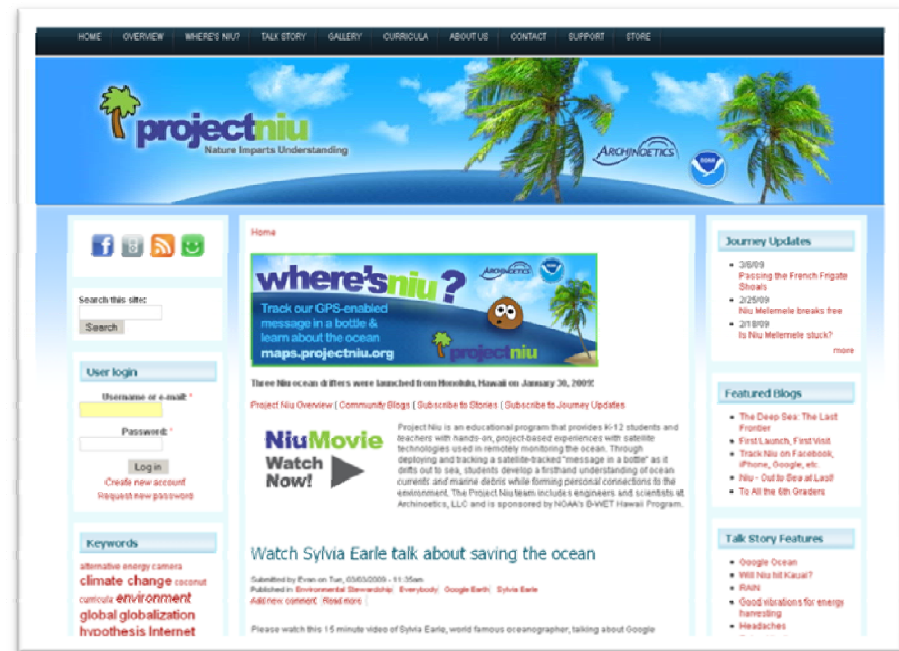 HOME OVERVIEW WHERE'S NIU? TALK STORY GALLERY CURRICULA ABOUT US CONTACT SUPPORT STORE
projectniu
Nature Imparts Understanding
ARCHINOETICS
NOAA
Search this site:
Search
User login
Username or e-mail: *
Password: *
Log in
Create new account
Request new password
Keywords
alternative energy camera
climate change coconut
curricula environment
global globalization
hypothesis Internet
Home
where'sniu?
ARCHINOETICS
Track our GPS-enabled
message in a bottle &
learn about the ocean
maps.projectniu.org
projectniu
Three Niu ocean drifters were launched from Honolulu, Hawaii on January 30, 2009!
Project Niu Overview | Community Blogs | Subscribe to Stories | Subscribe to Journey Updates
NiuMovie
Watch
Now!
Project Niu is an educational program that provides K-12 students and
teachers with hands-on, project-based experiences with satellite
technologies used in remotely monitoring the ocean. Through
deploying and tracking a satellite-tracked "message in a bottle" as it
drifts out to sea, students develop a firsthand understanding of ocean
currents and marine debris while forming personal connections to the
environment. The Project Niu team includes engineers and scientists at
Archinoetics, LLC and is sponsored by NOAA's B-WET Hawaii Program.
Watch Sylvia Earle talk about saving the ocean
Submitted by Evan on Tue, 03/03/2009 - 11:35am
Published in Environmental Stewardship Everybody Google Earth Sylvia Earle
Add new comment Read more
Please watch this 15 minute video of Sylvia Earle, world famous oceanographer, talking about Google
Journey Updates
3/6/09
Passing the French Frigate
Shoals
2/25/09
Niu Melemele breaks free
2/18/09
Is Niu Melemele stuck?
more
Featured Blogs
The Deep Sea: The Last
Frontier
First Launch, First Visit
Track Niu on Facebook,
iPhone, Google, etc.
Niu - Out to Sea at Last!
To All the 6th Graders
Talk Story Features
Google Ocean
Will Niu hit Kauai?
RAIN
Good vibrations for energy
harvesting
Headaches